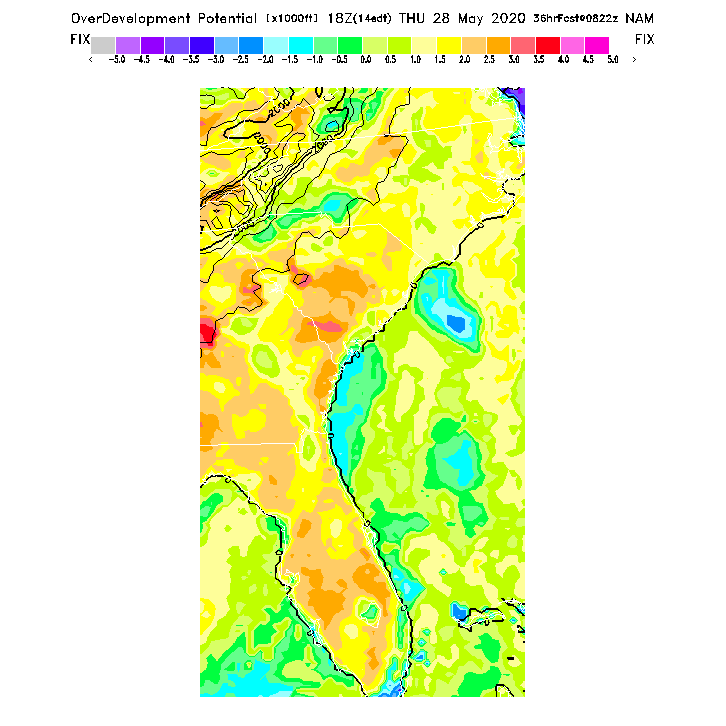 OverDevelopment Potential [x1000ft] 18Z(14edt) THU 28 May 2020 36hrFcst@0822z NAM
FIX FIX
< -5.0 -4.5 -4.0 -3.5 -3.0 -2.5 -2.0 -1.5 -1.0 -0.5 0.0 0.5 1.0 1.5 2.0 2.5 3.0 3.5 4.0 4.5 5.0 >
2000
2000